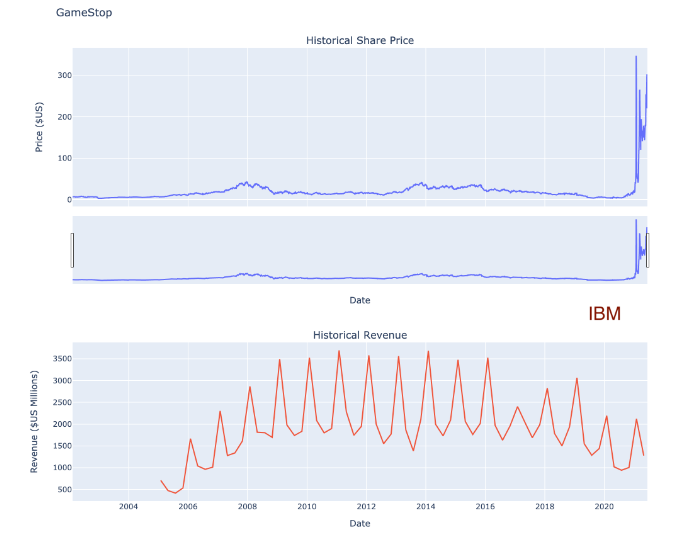 GameStop
Historical Share Price
Price ($US)
300
200
100
0
Date
IBM
Historical Revenue
Revenue ($US Millions)
3500
3000
2500
2000
1500
1000
500
2004 2006 2008 2010 2012 2014 2016 2018 2020
Date